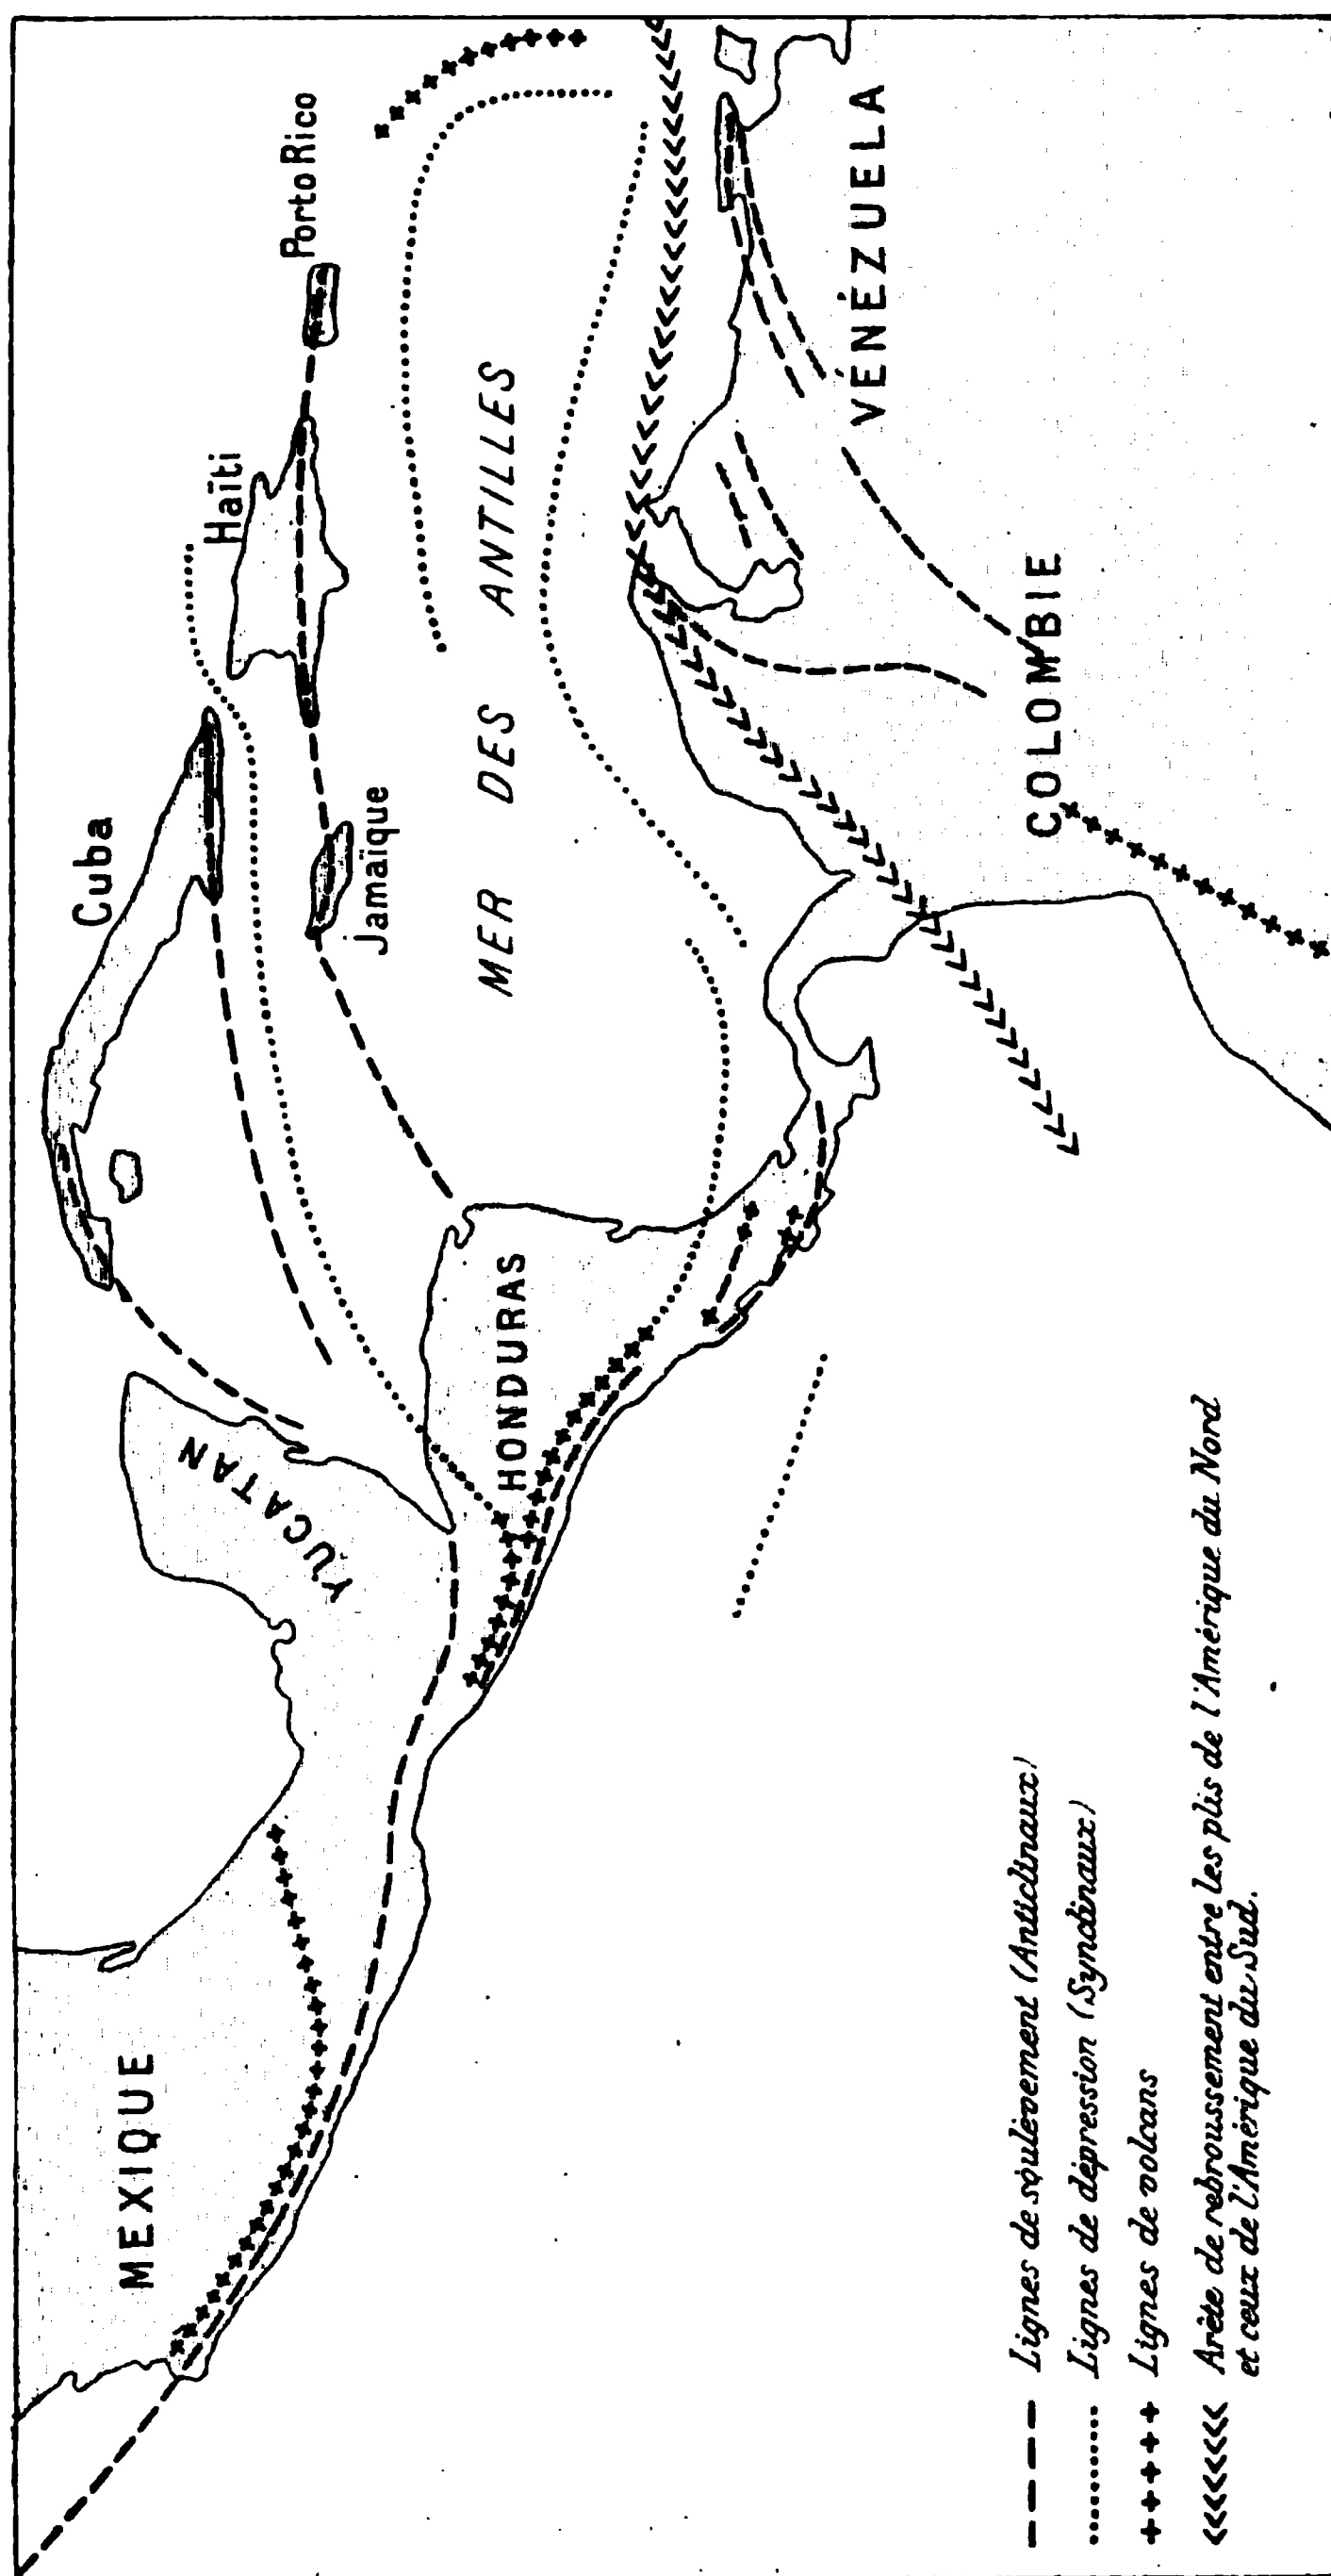 Cuba
Haïti
Porto Rico
Jamaïque
MEXIQUE
YUCATAN
HONDURAS
MER DES ANTILLES
VÉNÉZUELA
COLOMBIE
Lignes de soulèvement (Anticlinaux)
Lignes de dépression (Synclinaux)
Lignes de volcans
Arête de rebroussement entre les plis de l'Amérique du Nord
et ceux de l'Amérique du Sud.